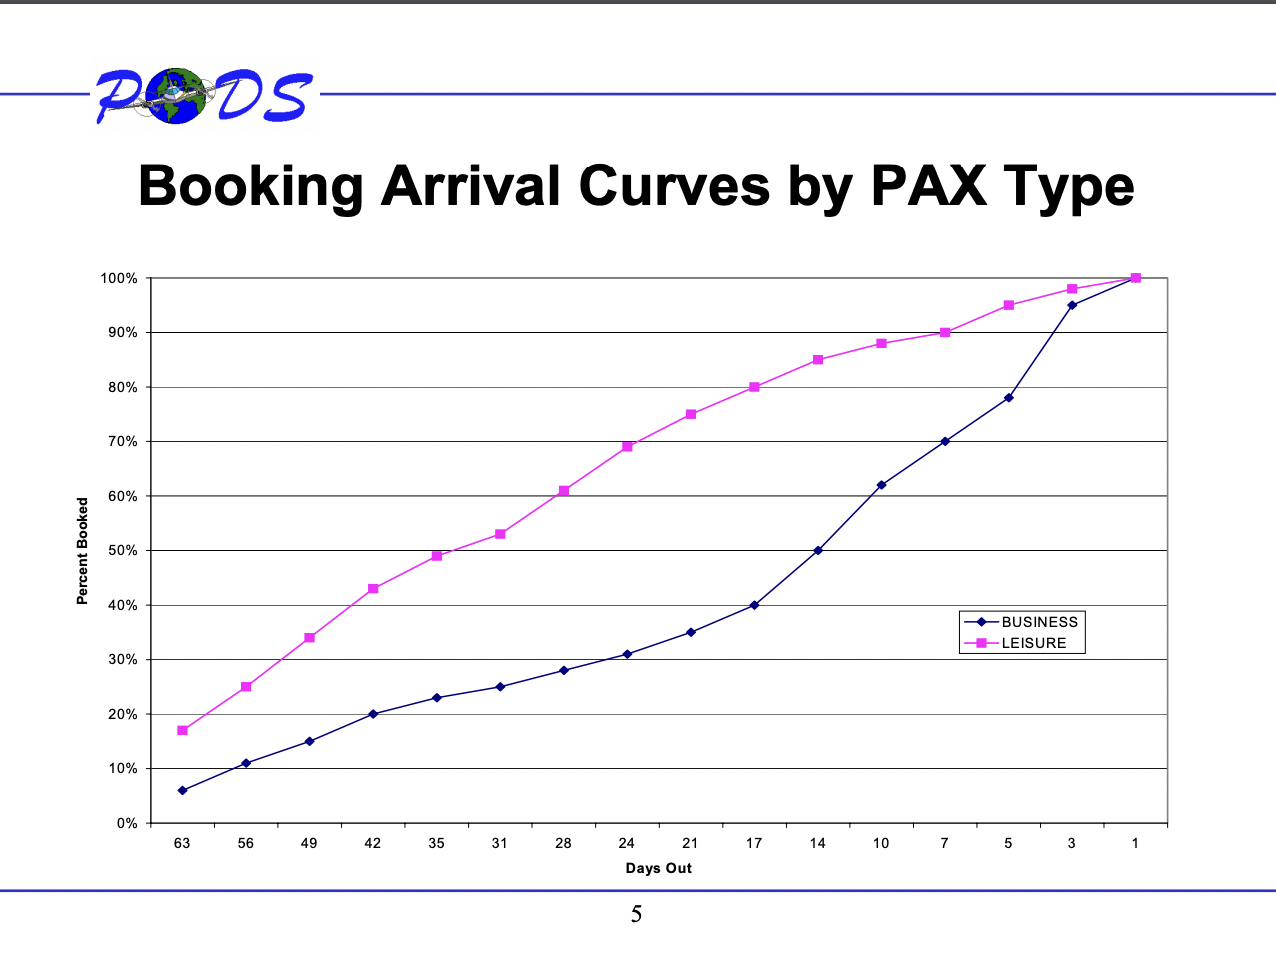 PODS
Booking Arrival Curves by PAX Type
100%
90%
80%
70%
60%
50%
40%
30%
20%
10%
0%
Percent Booked
BUSINESS
LEISURE
63 56 49 42 35 31 28 24 21 17 14 10 7 5 3 1
Days Out
5